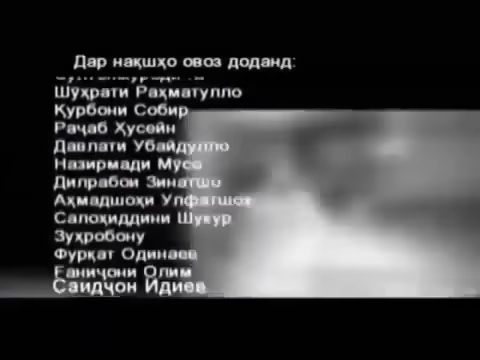 Дар нақшҳо овоз доданд:
Шӯҳрати Раҳматулло
Қурбони Собир
Раҷаб Ҳусейн
Давлати Убайдулло
Назирмади Мусо
Дилрабои Зинатшо
Аҳмадшоҳи Улфатшоҳ
Салоҳиддини Шукур
Зуҳробону
Фурқат Одинаев
Ғаниҷони Олим
Саидҷон Идиев